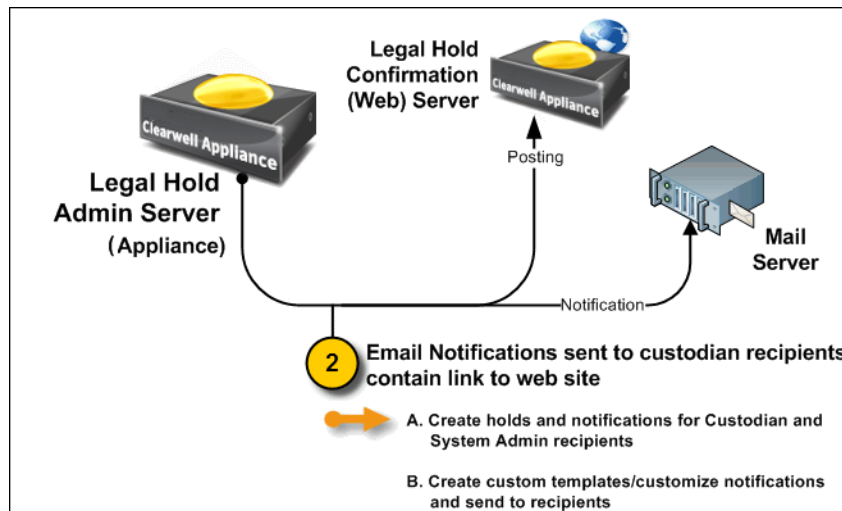 Legal Hold
Confirmation
(Web) Server
Clearwell Appliance
Clearwell Appliance
Legal Hold
Admin Server
(Appliance)
Posting
Mail
Server
Notification
2
Email Notifications sent to custodian recipients
contain link to web site
A. Create holds and notifications for Custodian and
System Admin recipients
B. Create custom templates/customize notifications
and send to recipients